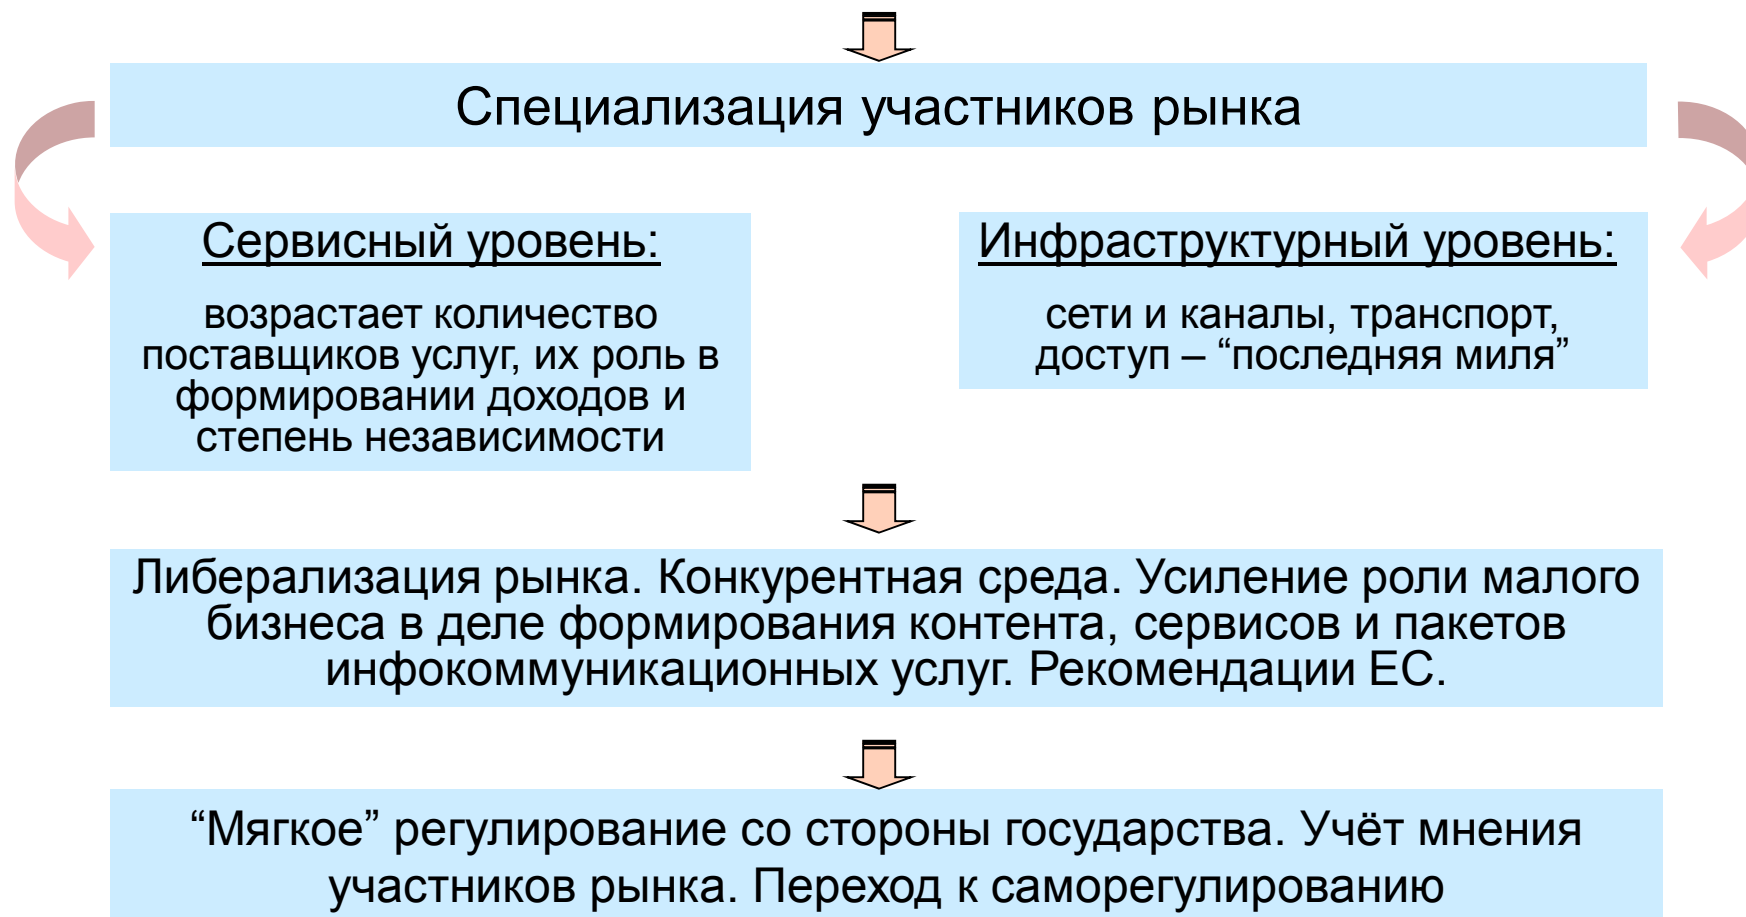 Специализация участников рынка
Сервисный уровень:
возрастает количество
поставщиков услуг, их роль в
формировании доходов и
степень независимости
Инфраструктурный уровень:
сети и каналы, транспорт,
доступ – “последняя миля”
Либерализация рынка. Конкурентная среда. Усиление роли малого
бизнеса в деле формирования контента, сервисов и пакетов
инфокоммуникационных услуг. Рекомендации ЕС.
“Мягкое” регулирование со стороны государства. Учёт мнения
участников рынка. Переход к саморегулированию